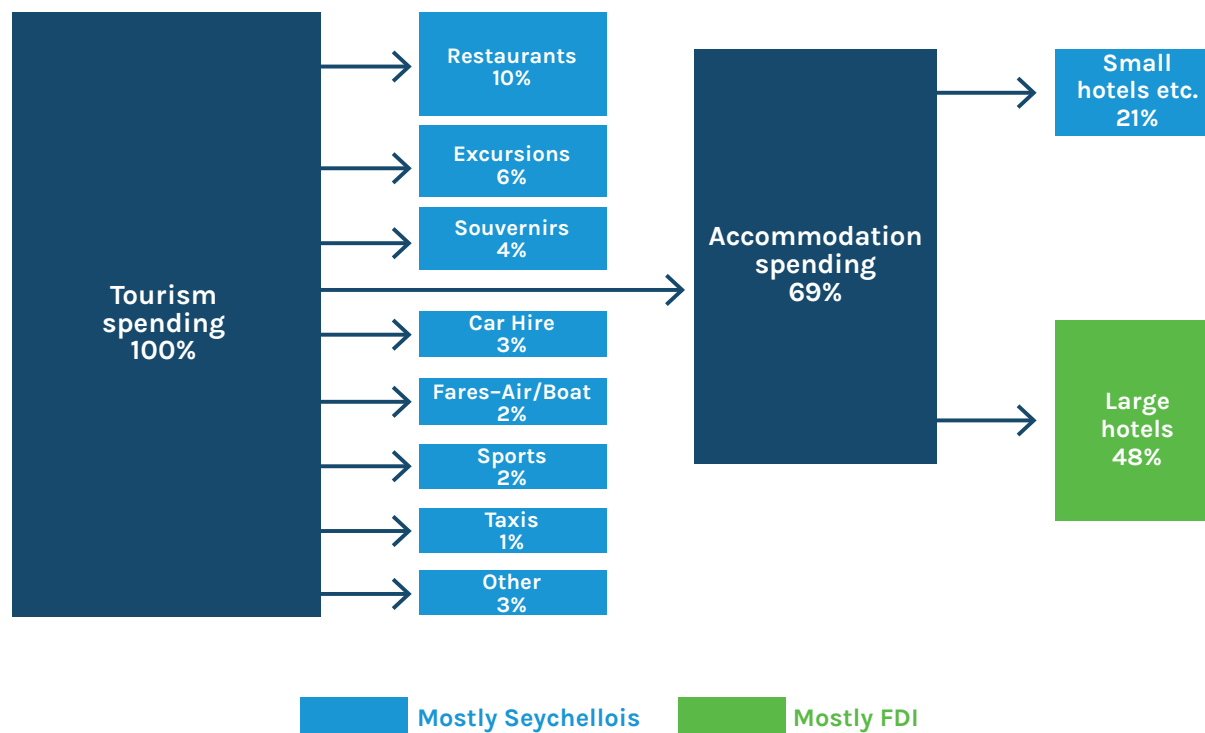 Tourism
spending
100%
Restaurants
10%
Excursions
6%
Souvernirs
4%
Car Hire
3%
Fares–Air/Boat
2%
Sports
2%
Taxis
1%
Other
3%
Accommodation
spending
69%
Small
hotels etc.
21%
Large
hotels
48%
Mostly Seychellois
Mostly FDI